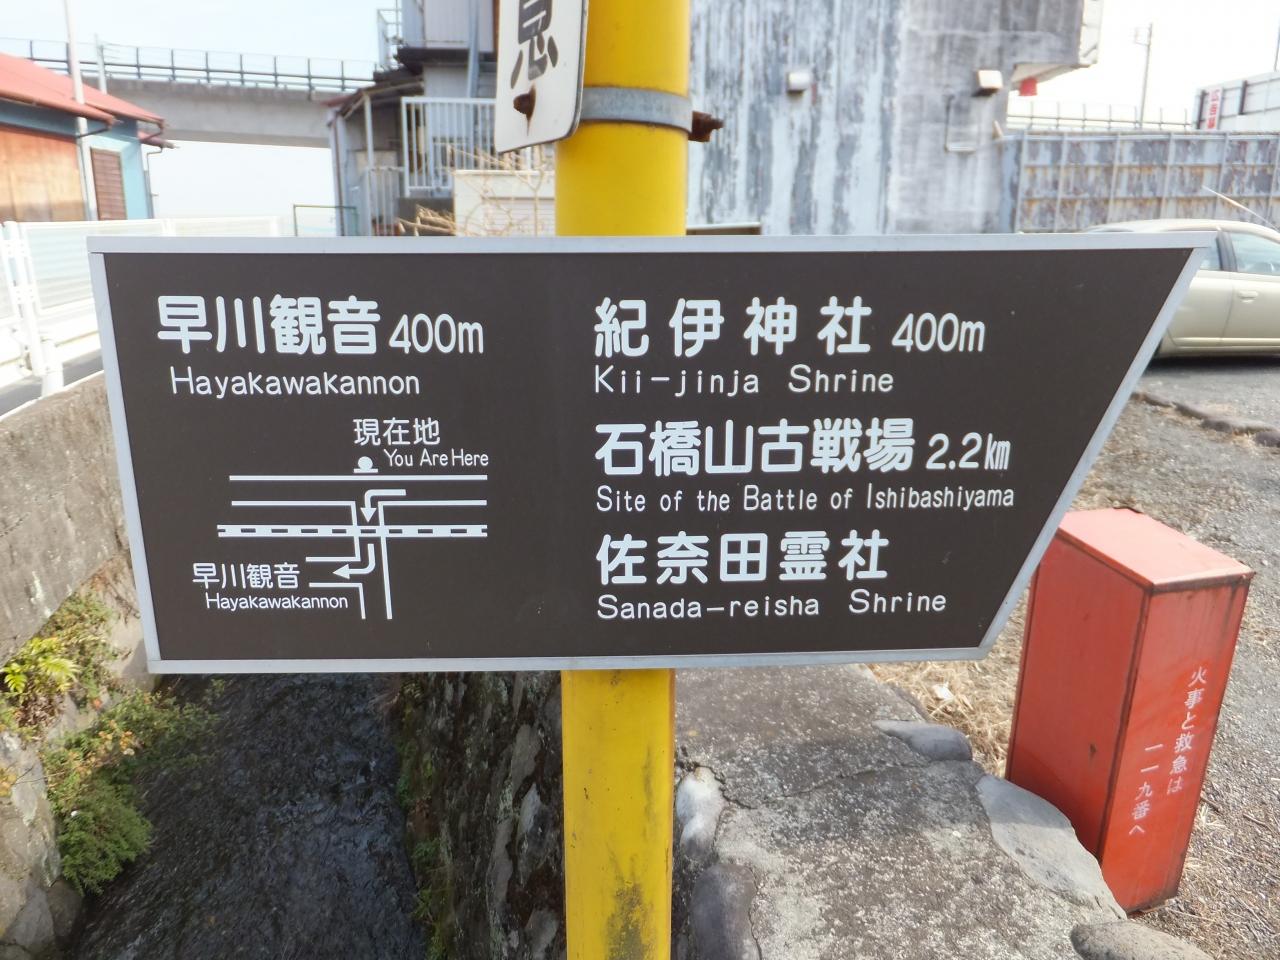 息
早川観音 400m
Hayakawakannon
現在地
You Are Here
早川観音
Hayakawakannon
紀伊神社 400m
Kii-jinja Shrine
石橋山古戦場 2.2km
Site of the Battle of Ishibashiyama
佐奈田霊社
Sanada-reisha Shrine
火事と救急は
一一九番へ